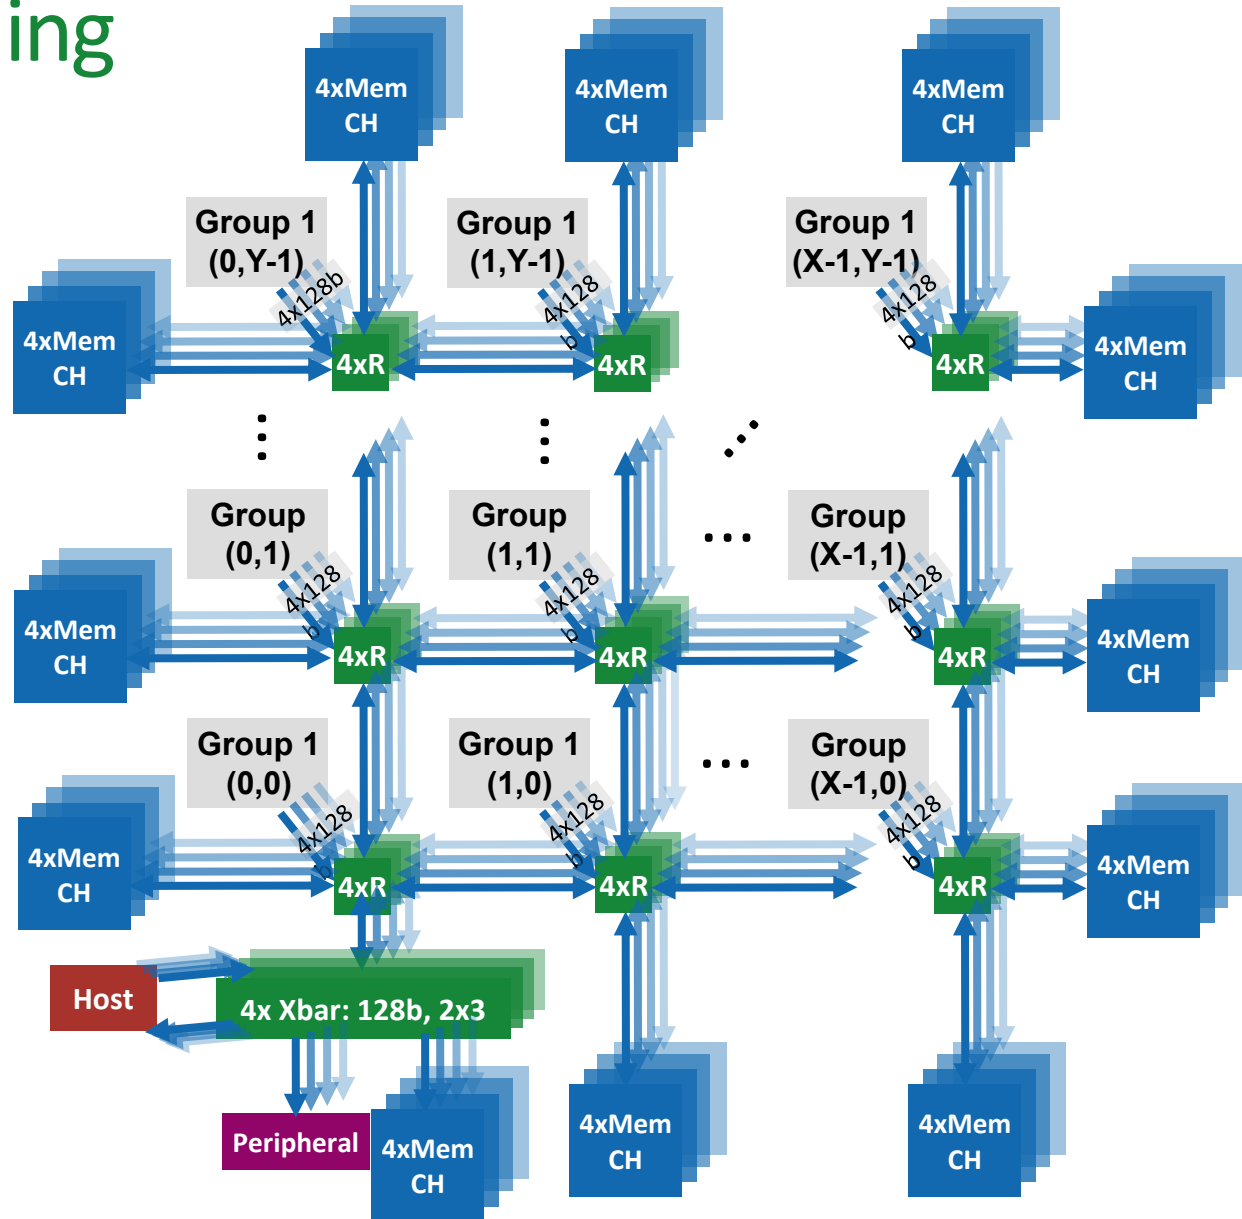 ing
4xMem
CH
4xMem
CH
4xMem
CH
Group 1
(0,Y-1)
Group 1
(1,Y-1)
Group 1
(X-1,Y-1)
4x128b
4x128
b
4x128
b
4xMem
CH
4xR
4xR
4xR
4xMem
CH
Group
(0,1)
Group
(1,1)
...
Group
(X-1,1)
4x128
b
4x128
b
4x128
b
4xMem
CH
4xR
4xR
4xR
4xMem
CH
Group 1
(0,0)
Group 1
(1,0)
...
Group
(X-1,0)
4x128
b
4x128
b
4x128
b
4xMem
CH
4xR
4xR
4xR
4xMem
CH
Host
4x Xbar: 128b, 2x3
Peripheral
4xMem
CH
4xMem
CH
4xMem
CH